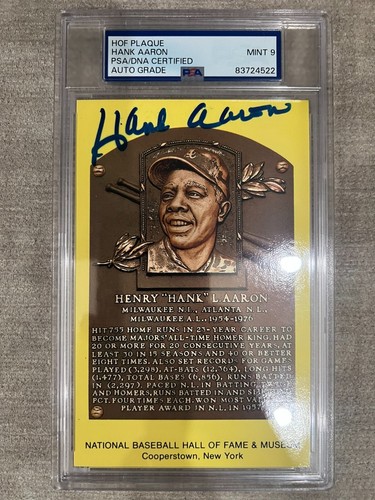 HOF PLAQUE
HANK AARON
PSA/DNA CERTIFIED
AUTO GRADE
MINT 9
PSA
83724522
Hank Aaron
HENRY "HANK" L. AARON
MILWAUKEE N.L., ATLANTA N.L.,
MILWAUKEE A.L., 1954-1976
HIT 755 HOME RUNS IN 23-YEAR CAREER TO
BECOME MAJORS' ALL-TIME HOMER KING. HAD
20 OR MORE FOR 20 CONSECUTIVE YEARS, AT
LEAST 30 IN 15 SEASONS AND 40 OR BETTER
EIGHT TIMES. ALSO SET RECORDS FOR GAMES
PLAYED (3,298), AT-BATS (12,364), LONG HITS
(1,477), TOTAL BASES (6,856), RUNS BATTED
IN (2,297). PACED N.L. IN BATTING TWICE
AND HOMERS, RUNS BATTED IN AND SLUGGING
PCT. FOUR TIMES EACH. WON MOST VALUABLE
PLAYER AWARD IN N.L. IN 1957.
NATIONAL BASEBALL HALL OF FAME & MUSEUM
Cooperstown, New York